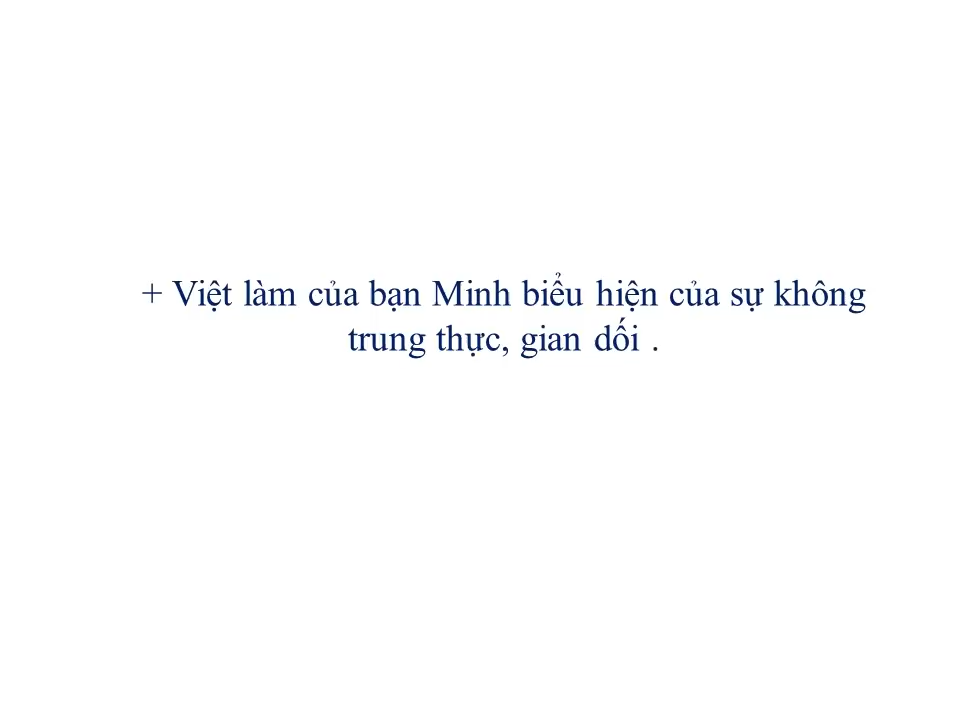 + Việt làm của bạn Minh biểu hiện của sự không
trung thực, gian dối .